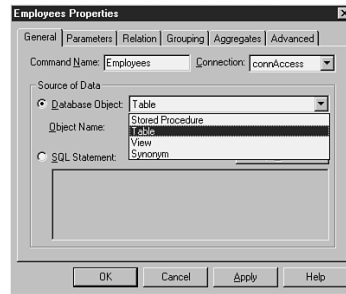 Employees Properties
General Parameters Relation Grouping Aggregates Advanced
Command Name: Employees Connection: connAccess
Source of Data
Database Object: Table
Stored Procedure
Object Name: Table
View
SQL Statement: Synonym
OK Cancel Apply Help